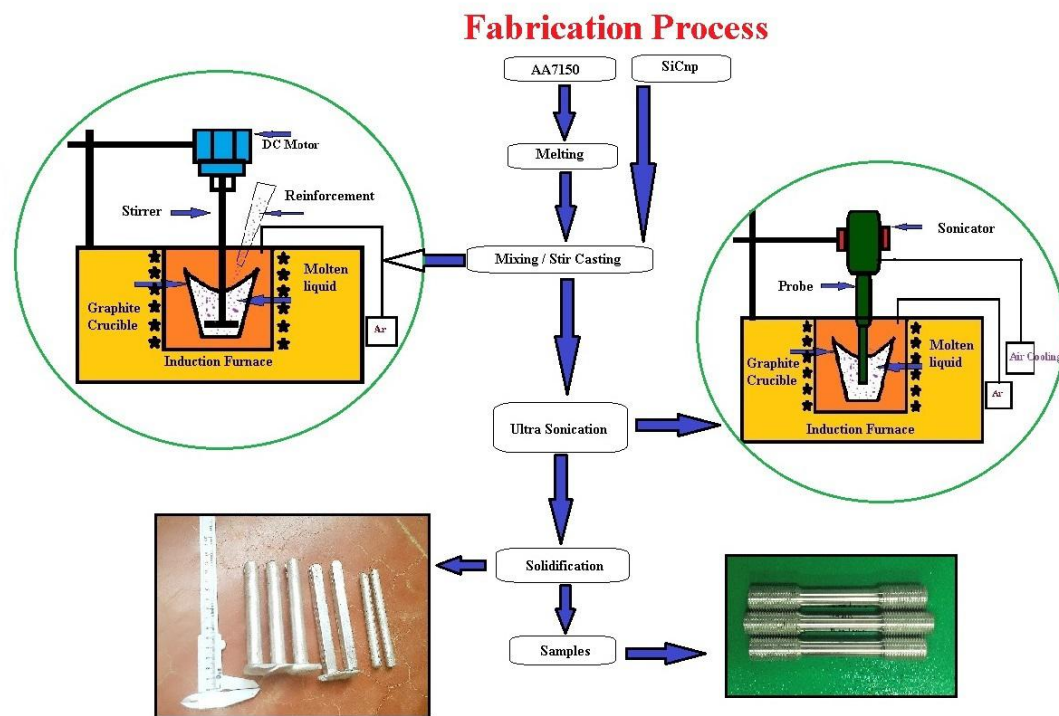 Fabrication Process
AA7150
SiCnp
Melting
Mixing / Stir Casting
Ultra Sonication
Solidification
Samples
DC Motor
Stirrer
Reinforcement
Graphite
Crucible
Molten
liquid
Ar
Induction Furnace
Sonicator
Probe
Graphite
Crucible
Molten
liquid
Air Cooling
Ar
Induction Furnace